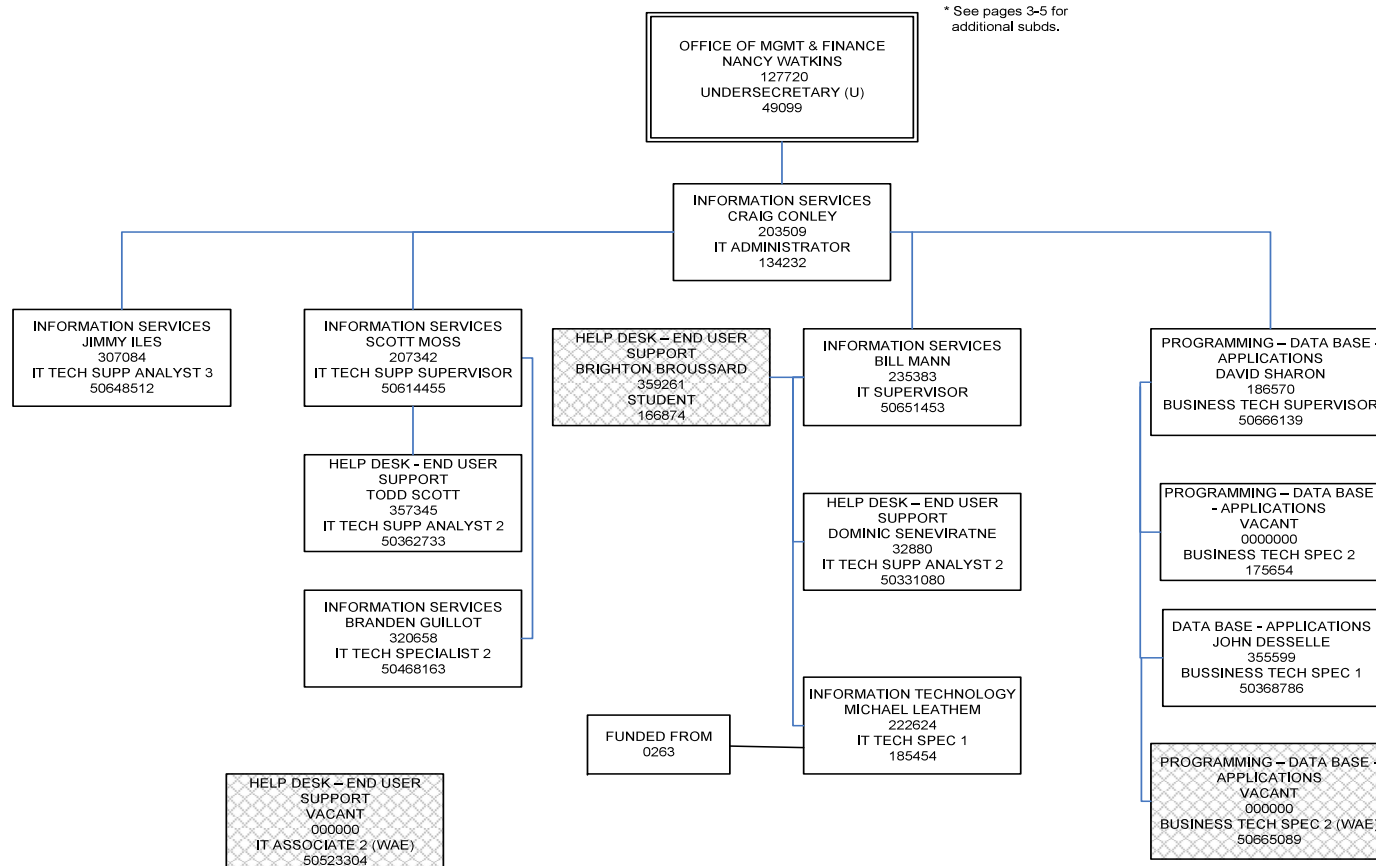 * See pages 3-5 for
additional subds.
OFFICE OF MGMT & FINANCE
NANCY WATKINS
127720
UNDERSECRETARY (U)
49099
INFORMATION SERVICES
CRAIG CONLEY
203509
IT ADMINISTRATOR
134232
INFORMATION SERVICES
JIMMY ILES
307084
IT TECH SUPP ANALYST 3
50648512
INFORMATION SERVICES
SCOTT MOSS
207342
IT TECH SUPP SUPERVISOR
50614455
HELP DESK – END USER
SUPPORT
BRIGHTON BROUSSARD
359261
STUDENT
166874
INFORMATION SERVICES
BILL MANN
235383
IT SUPERVISOR
50651453
PROGRAMMING – DATA BASE -
APPLICATIONS
DAVID SHARON
186570
BUSINESS TECH SUPERVISOR
50666139
HELP DESK - END USER
SUPPORT
TODD SCOTT
357345
IT TECH SUPP ANALYST 2
50362733
HELP DESK – END USER
SUPPORT
DOMINIC SENEVIRATNE
32880
IT TECH SUPP ANALYST 2
50331080
PROGRAMMING – DATA BASE
- APPLICATIONS
VACANT
0000000
BUSINESS TECH SPEC 2
175654
INFORMATION SERVICES
BRANDEN GUILLOT
320658
IT TECH SPECIALIST 2
50468163
DATA BASE - APPLICATIONS
JOHN DESSELLE
355599
BUSSINESS TECH SPEC 1
50368786
FUNDED FROM
0263
INFORMATION TECHNOLOGY
MICHAEL LEATHEM
222624
IT TECH SPEC 1
185454
PROGRAMMING – DATA BASE -
APPLICATIONS
VACANT
000000
BUSINESS TECH SPEC 2 (WAE)
50665089
HELP DESK – END USER
SUPPORT
VACANT
000000
IT ASSOCIATE 2 (WAE)
50523304